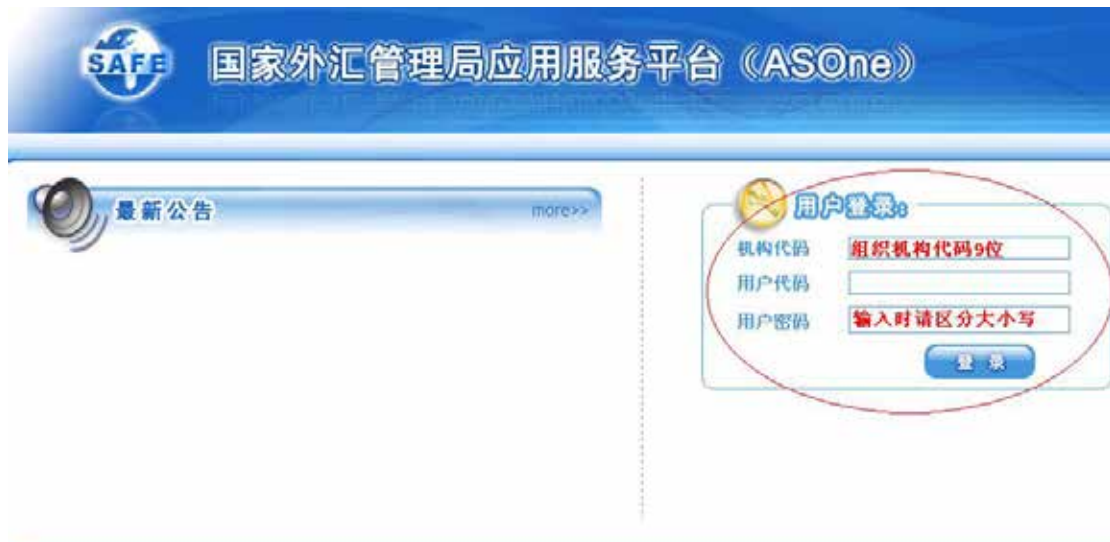 SAFE 国家外汇管理局应用服务平台（ASOne）
最新公告 more>>
用户登录
机构代码 组织机构代码9位
用户代码
用户密码 输入时请区分大小写
登 录